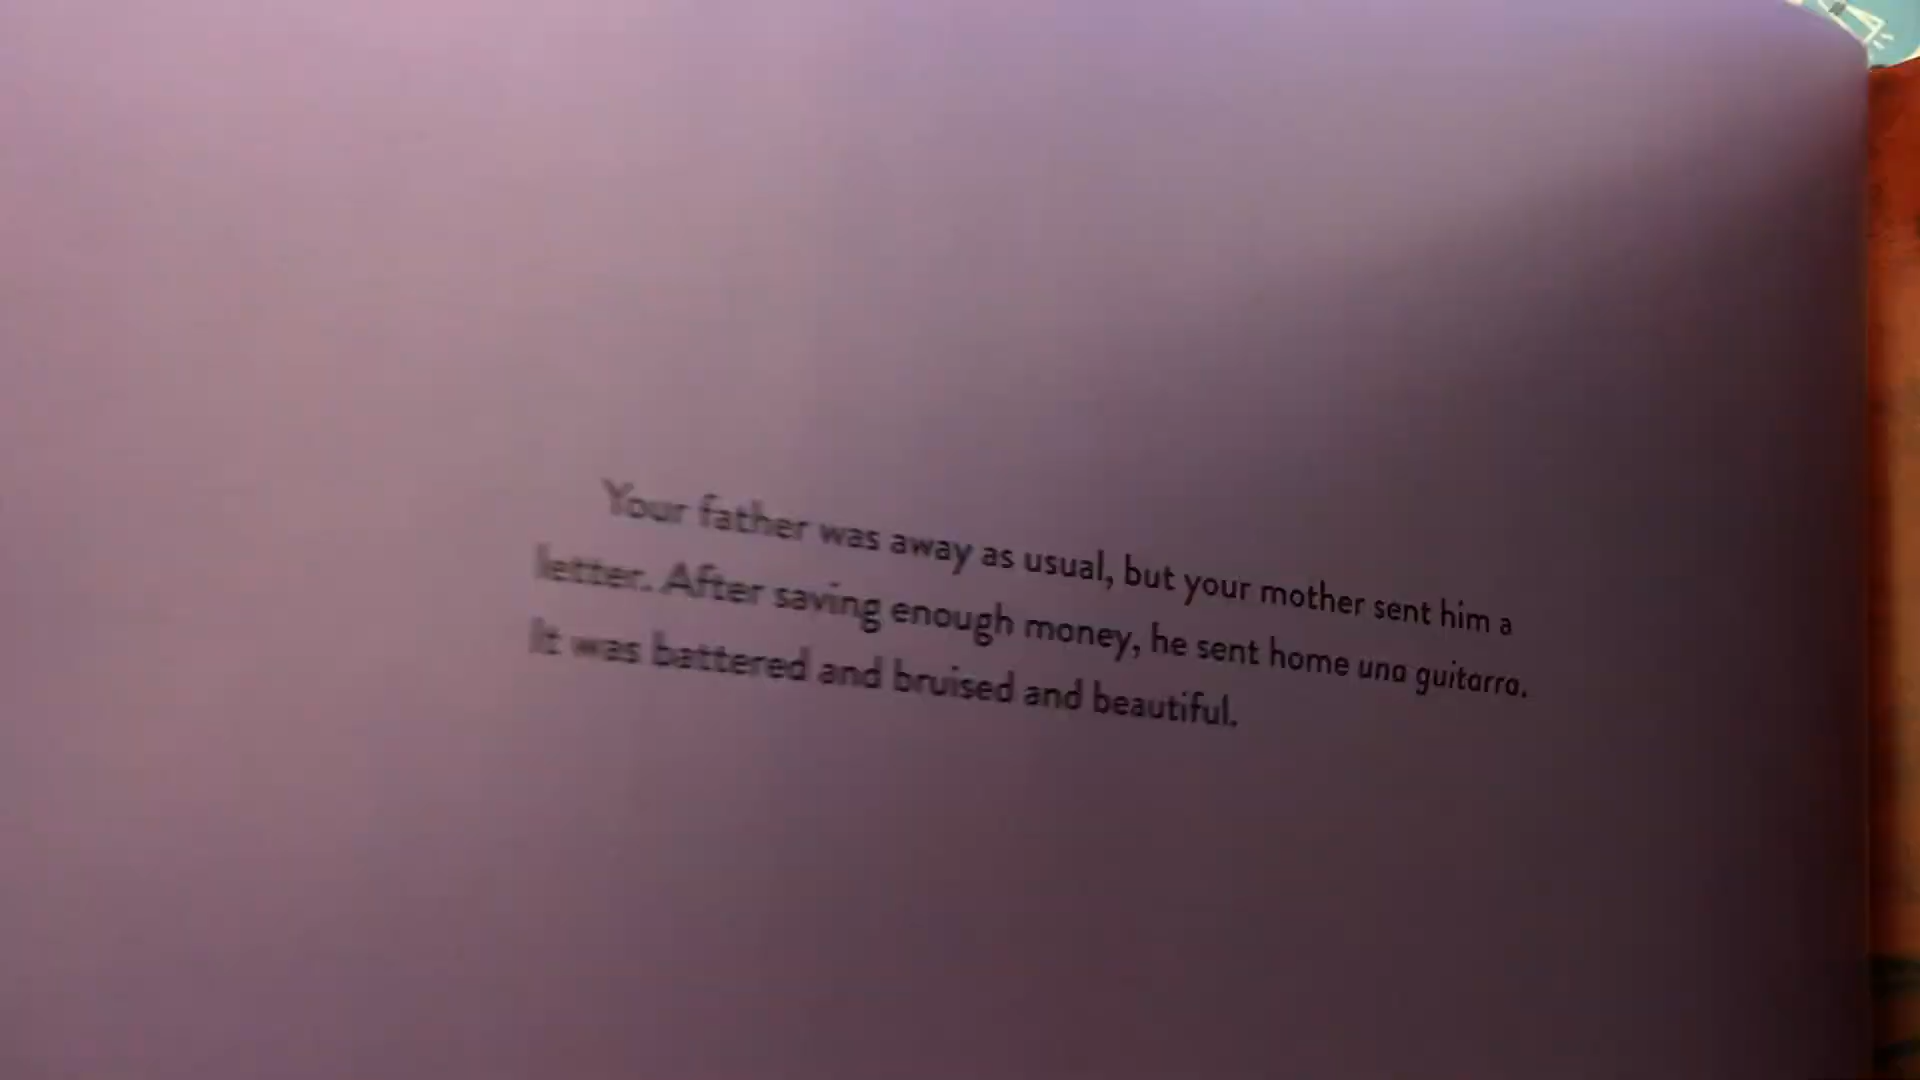 Your father was away as usual, but your mother sent him a
letter. After saving enough money, he sent home una guitarra.
It was battered and bruised and beautiful.